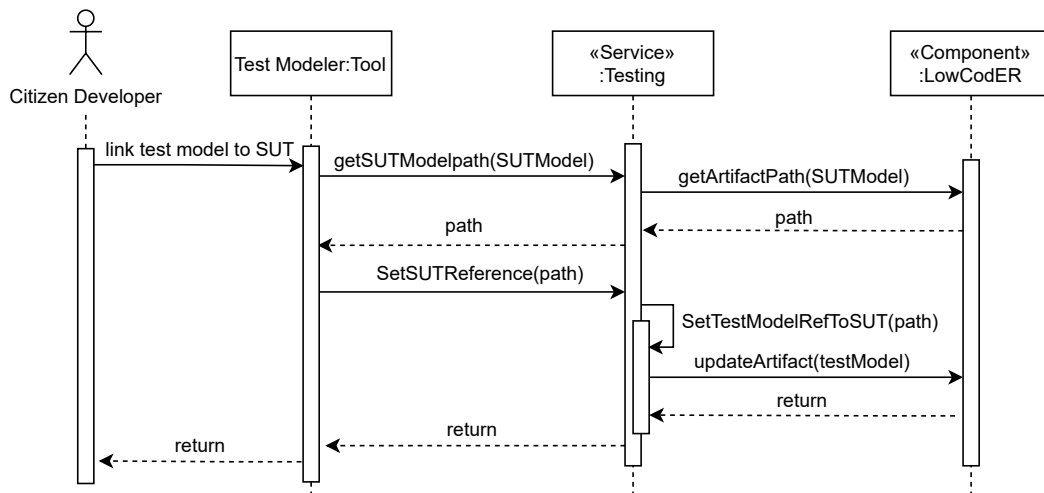 Citizen Developer
Test Modeler:Tool
«Service»
:Testing
«Component»
:LowCodER
link test model to SUT
getSUTModelpath(SUTModel)
getArtifactPath(SUTModel)
path
path
SetSUTReference(path)
SetTestModelRefToSUT(path)
updateArtifact(testModel)
return
return
return